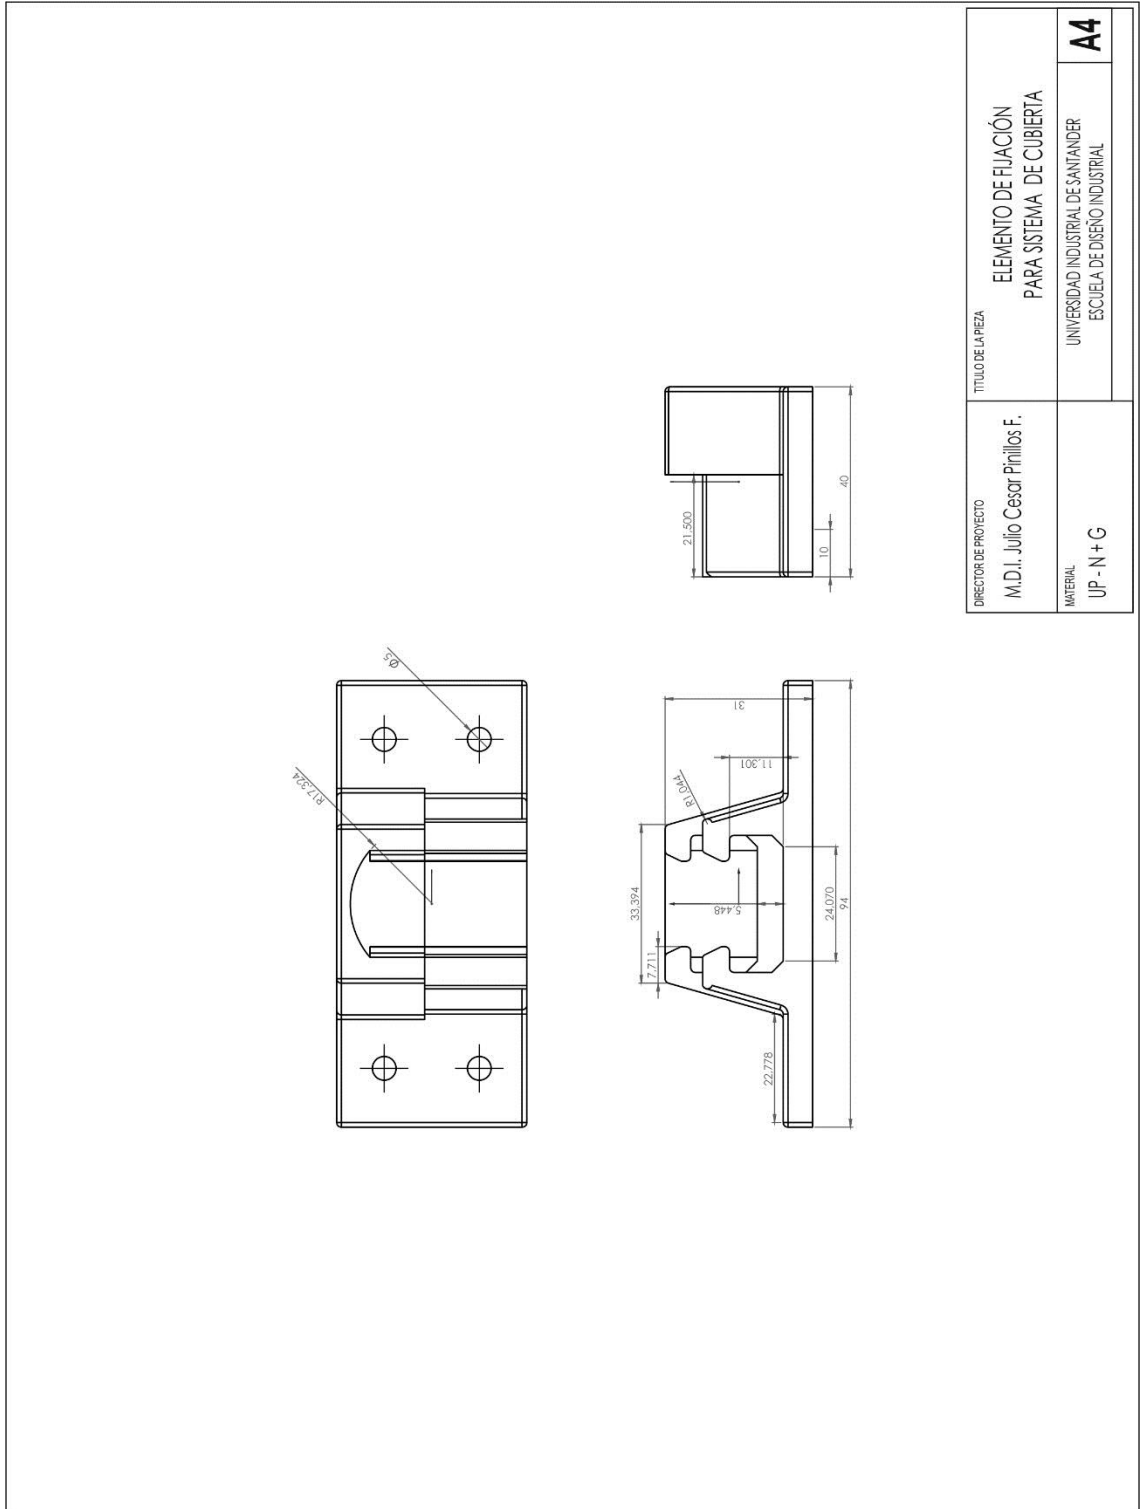 R17,324
Ø5
33,394
7,711
R1,044
31
11,301
5,448
22,778
24,070
94
21,500
10
40
DIRECTOR DE PROYECTO
M.D.I. Julio Cesar Pinillos F.
TITULO DE LA PIEZA
ELEMENTO DE FIJACIÓN
PARA SISTEMA DE CUBIERTA
MATERIAL
UP - N + G
UNIVERSIDAD INDUSTRIAL DE SANTANDER
ESCUELA DE DISEÑO INDUSTRIAL
A4